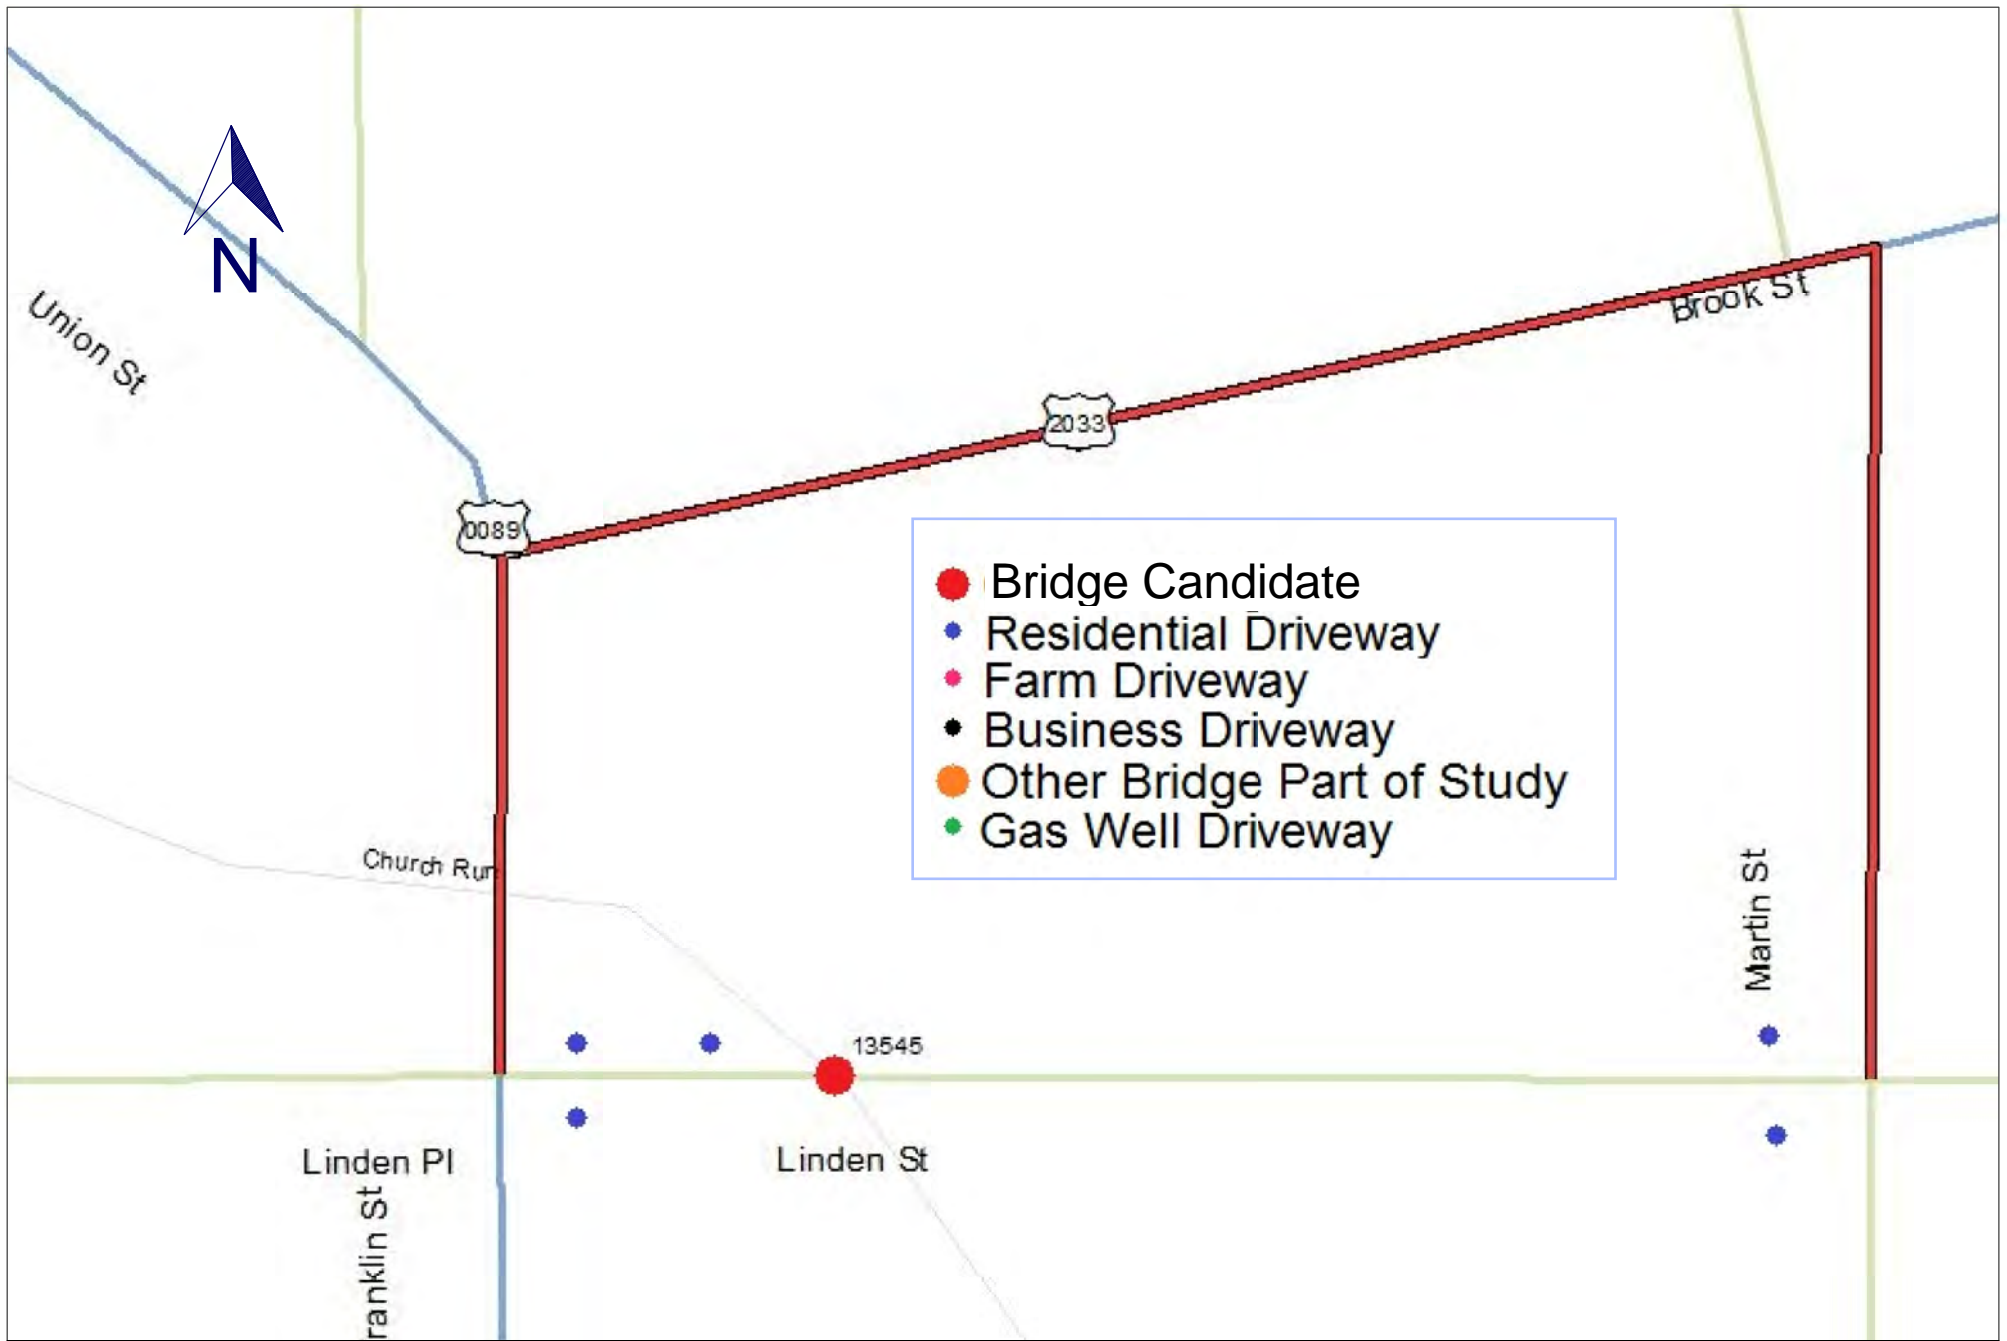 N
Union St
Brook St
2033
0089
Bridge Candidate
Residential Driveway
Farm Driveway
Business Driveway
Other Bridge Part of Study
Gas Well Driveway
Church Run
Martin St
13545
Linden Pl
Linden St
ranklin St